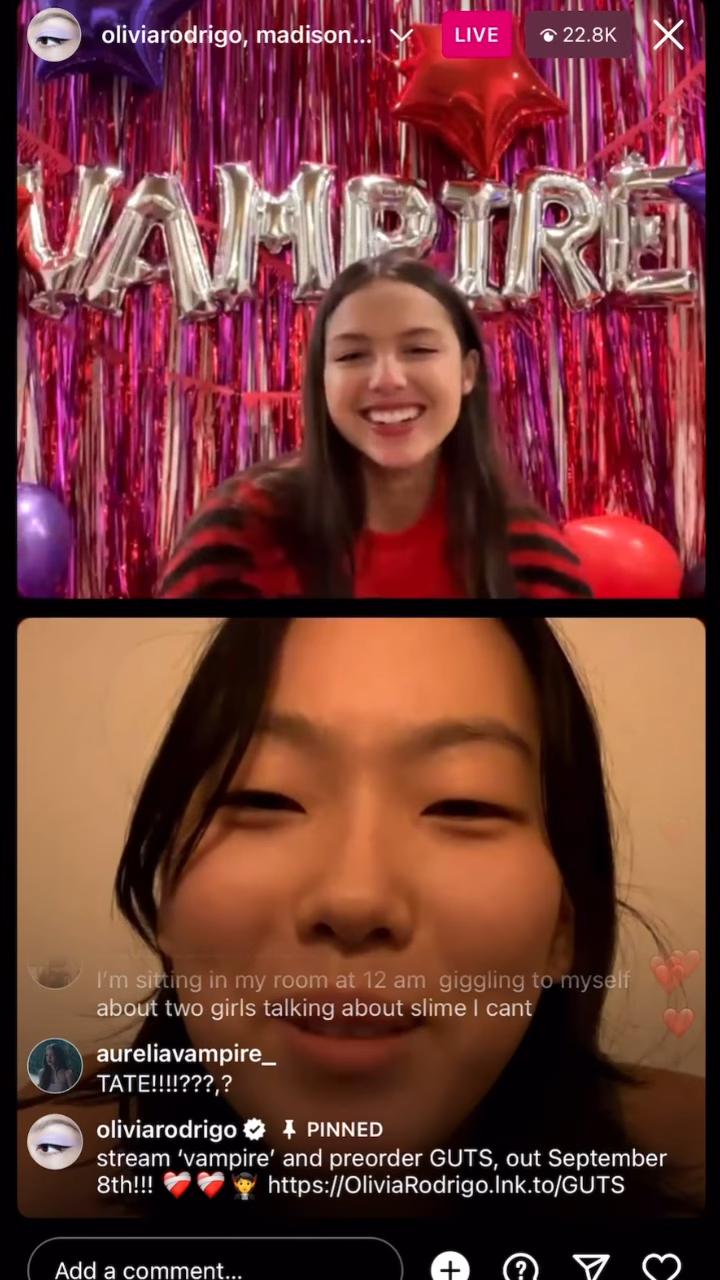 oliviarodrigo, madison...
LIVE
22.8K
VAMPIRE
I'm sitting in my room at 12 am giggling to myself
about two girls talking about slime I cant
aureliavampire_
TATE!!!!???,?
oliviarodrigo PINNED
stream ‘vampire’ and preorder GUTS, out September
8th!!! ❤️‍🩹❤️‍🩹🧛‍♀️ https://OliviaRodrigo.lnk.to/GUTS
Add a comment...